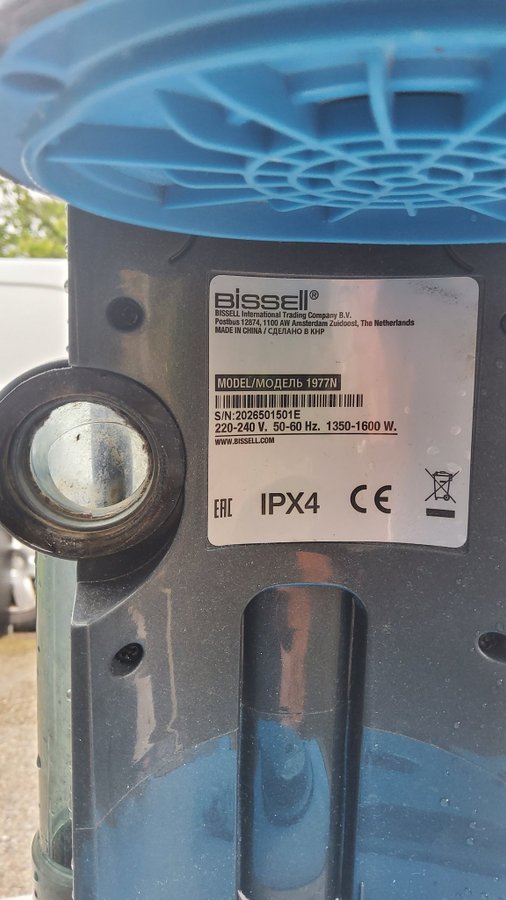 BISSELL®
BISSELL International Trading Company B.V.
Postbus 12874, 1100 AW Amsterdam Zuidoost, The Netherlands
MADE IN CHINA / СДЕЛАНО В КНР
MODEL/МОДЕЛЬ 1977N
S/N:2026501501E
220-240 V. 50-60 Hz. 1350-1600 W.
WWW.BISSELL.COM
EAC IPX4 CE